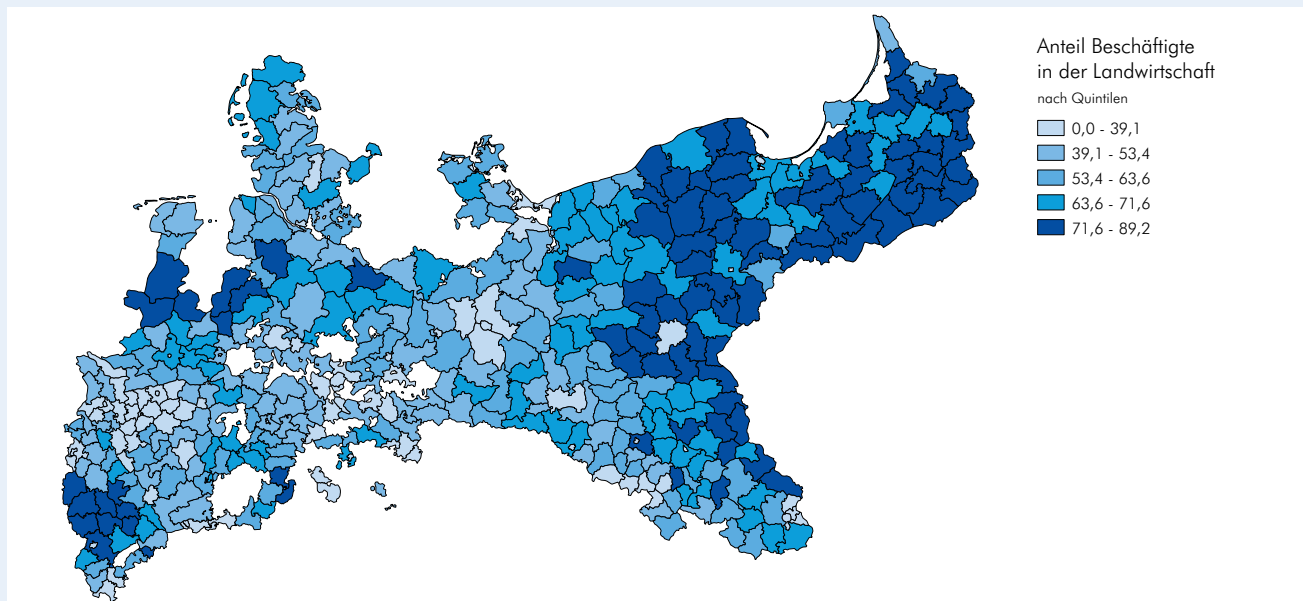 Anteil Beschäftigte
in der Landwirtschaft
nach Quintilen
0,0 - 39,1
39,1 - 53,4
53,4 - 63,6
63,6 - 71,6
71,6 - 89,2